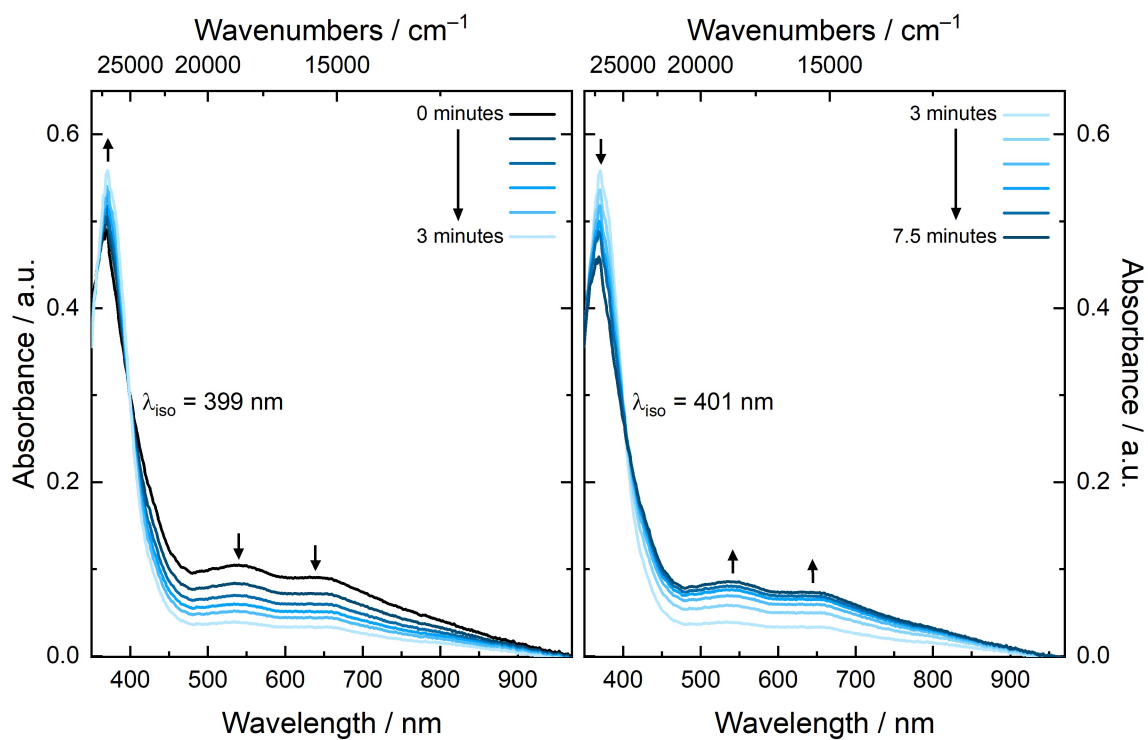 Wavenumbers / cm⁻¹
25000 20000 15000
0 minutes
3 minutes
λiso = 399 nm
0.6
0.4
0.2
0.0
Absorbance / a.u.
400 500 600 700 800 900
Wavelength / nm
Wavenumbers / cm⁻¹
25000 20000 15000
3 minutes
7.5 minutes
λiso = 401 nm
0.6
0.4
0.2
0.0
Absorbance / a.u.
400 500 600 700 800 900
Wavelength / nm